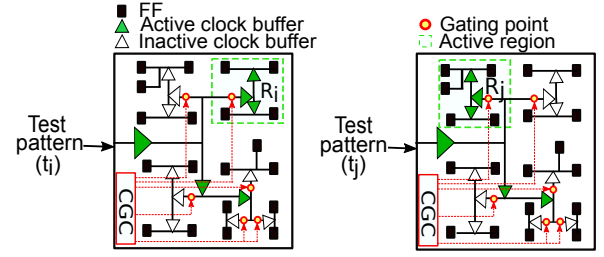 FF
Active clock buffer
Inactive clock buffer
Gating point
Active region
Test
pattern
(ti)
Ri
CGC
Test
pattern
(tj)
Rj
CGC